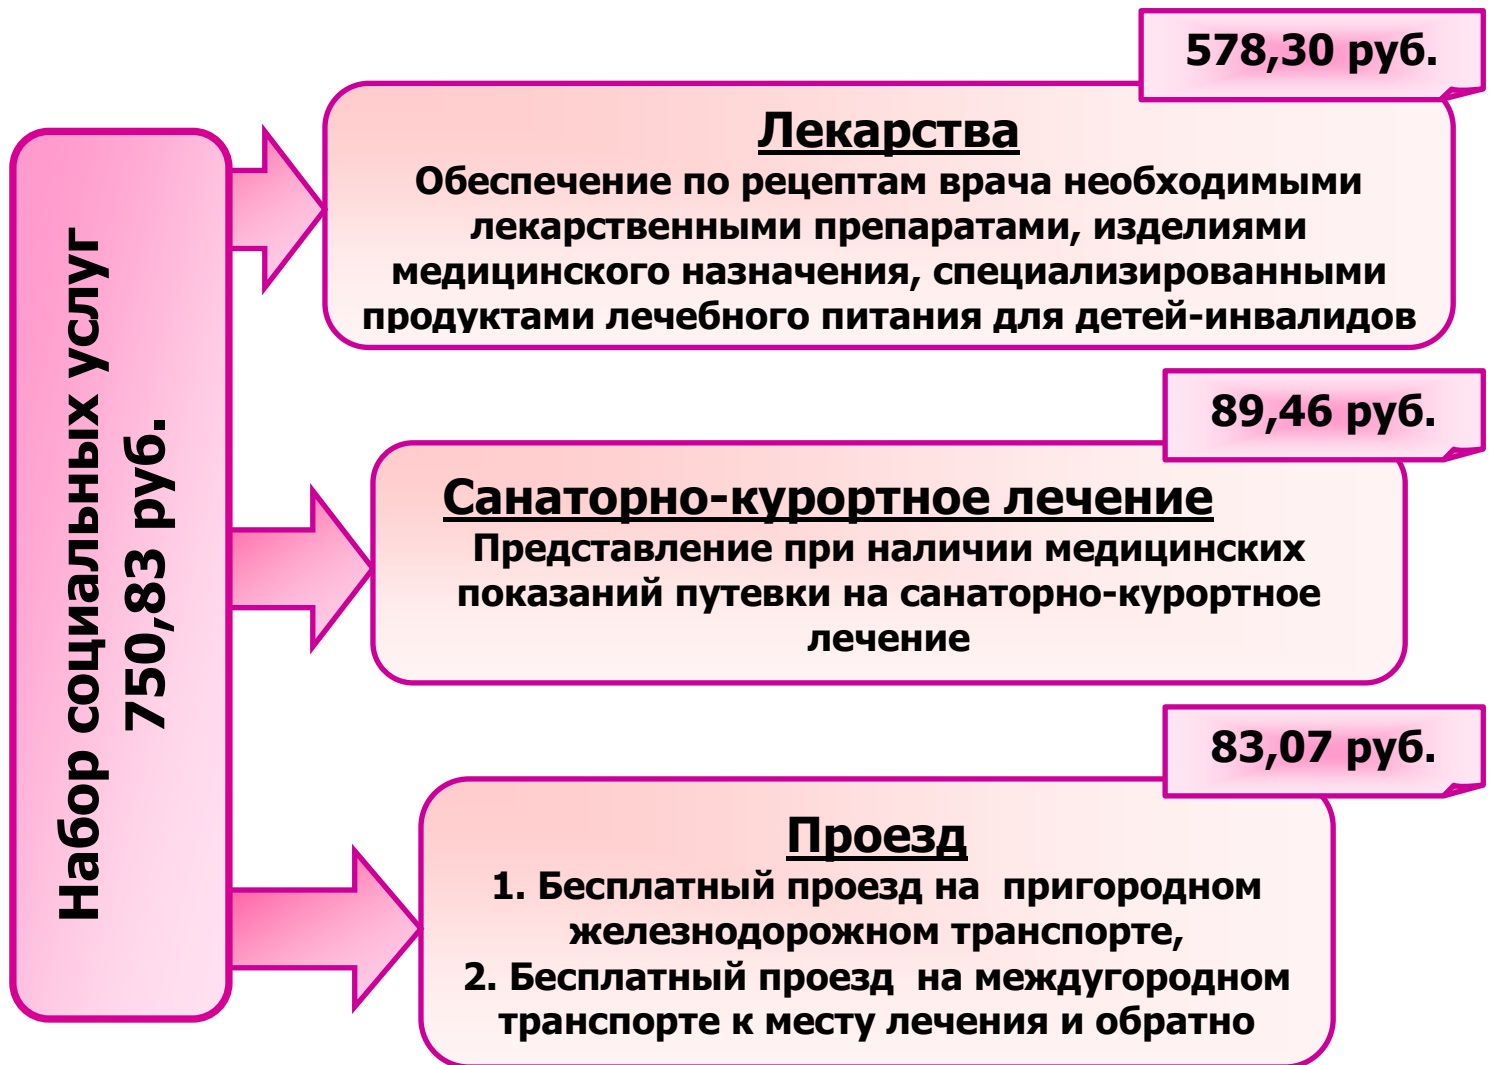 Набор социальных услуг
750,83 руб.
578,30 руб.
Лекарства
Обеспечение по рецептам врача необходимыми
лекарственными препаратами, изделиями
медицинского назначения, специализированными
продуктами лечебного питания для детей-инвалидов
89,46 руб.
Санаторно-курортное лечение
Представление при наличии медицинских
показаний путевки на санаторно-курортное
лечение
83,07 руб.
Проезд
1. Бесплатный проезд на  пригородном
железнодорожном транспорте,
2. Бесплатный проезд  на междугородном
транспорте к месту лечения и обратно